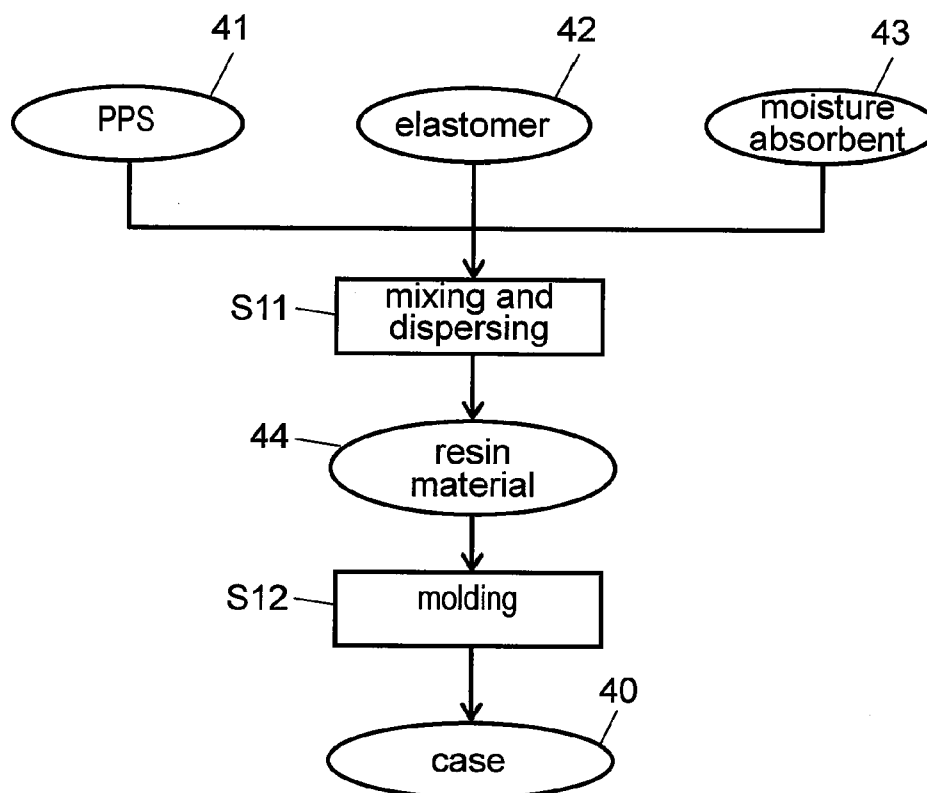 41
42
43
PPS
elastomer
moisture
absorbent
S11
mixing and
dispersing
44
resin
material
S12
molding
40
case